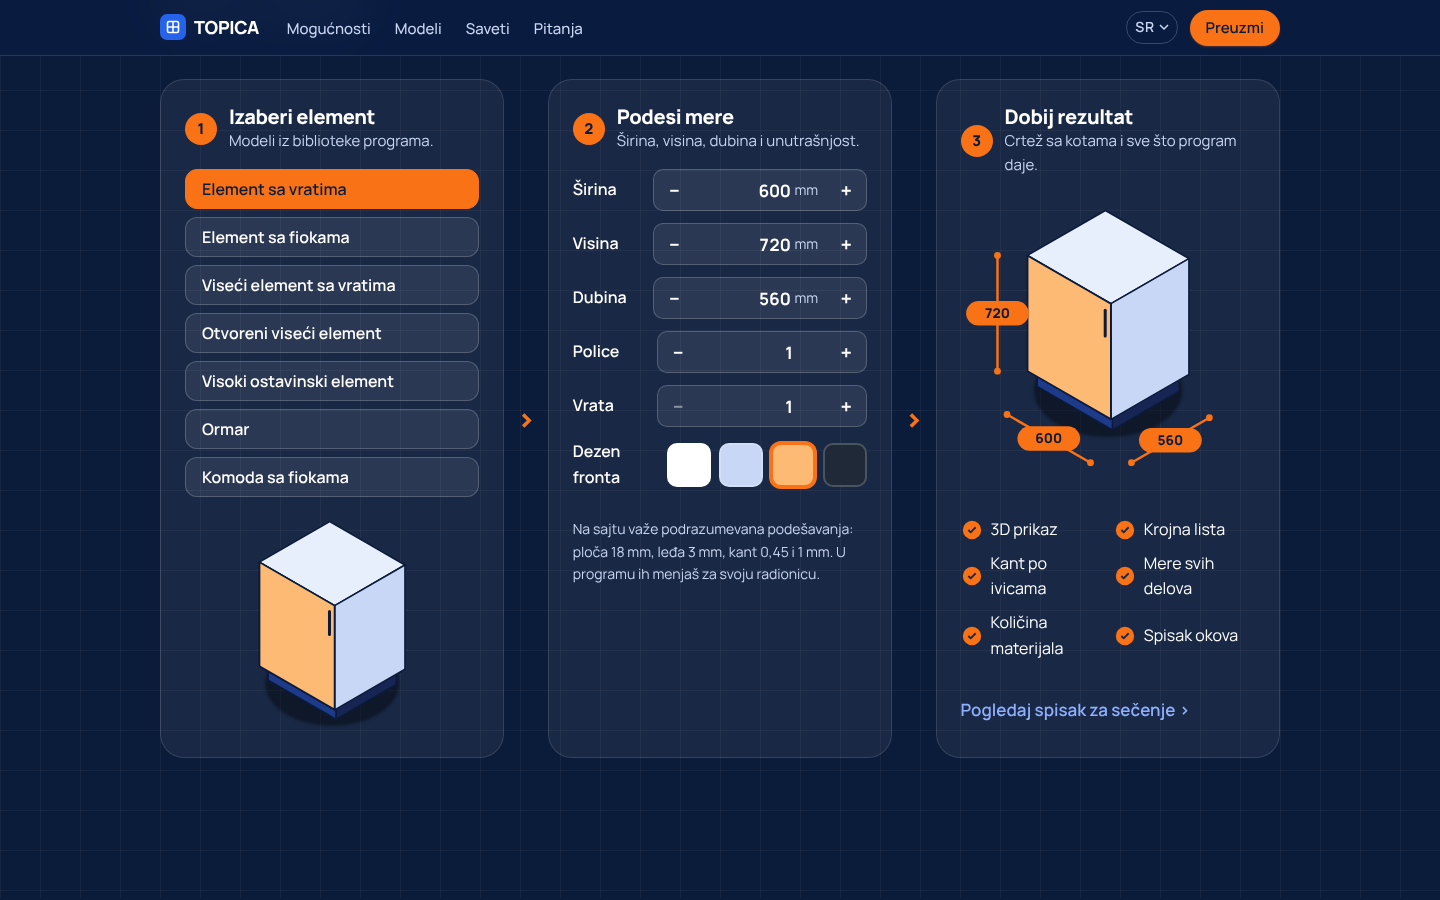 TOPICA
Mogućnosti
Modeli
Saveti
Pitanja
SR
Preuzmi
1
Izaberi element
Modeli iz biblioteke programa.
Element sa vratima
Element sa fiokama
Viseći element sa vratima
Otvoreni viseći element
Visoki ostavinski element
Ormar
Komoda sa fiokama
2
Podesi mere
Širina, visina, dubina i unutrašnjost.
Širina − 600 mm +
Visina − 720 mm +
Dubina − 560 mm +
Police − 1 +
Vrata − 1 +
Dezen
fronta
Na sajtu važe podrazumevana podešavanja:
ploča 18 mm, leđa 3 mm, kant 0,45 i 1 mm. U
programu ih menjaš za svoju radionicu.
3
Dobij rezultat
Crtež sa kotama i sve što program
daje.
720
600
560
3D prikaz
Krojna lista
Kant po
ivicama
Mere svih
delova
Količina
materijala
Spisak okova
Pogledaj spisak za sečenje ›